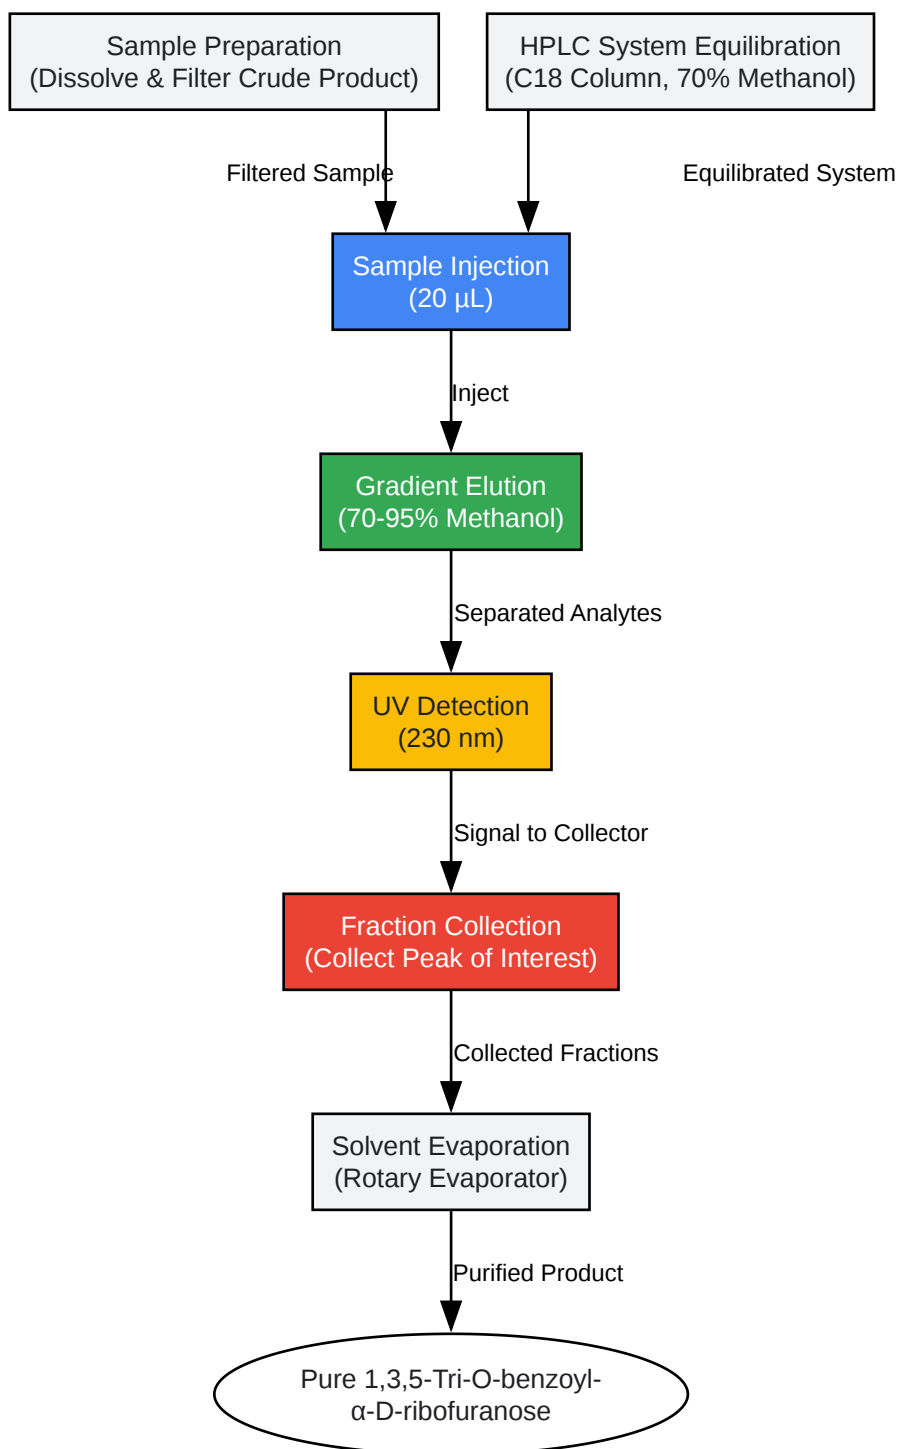 Sample Preparation
(Dissolve & Filter Crude Product)
HPLC System Equilibration
(C18 Column, 70% Methanol)
Filtered Sample
Equilibrated System
Sample Injection
(20 µL)
Inject
Gradient Elution
(70-95% Methanol)
Separated Analytes
UV Detection
(230 nm)
Signal to Collector
Fraction Collection
(Collect Peak of Interest)
Collected Fractions
Solvent Evaporation
(Rotary Evaporator)
Purified Product
Pure 1,3,5-Tri-O-benzoyl-
α-D-ribofuranose